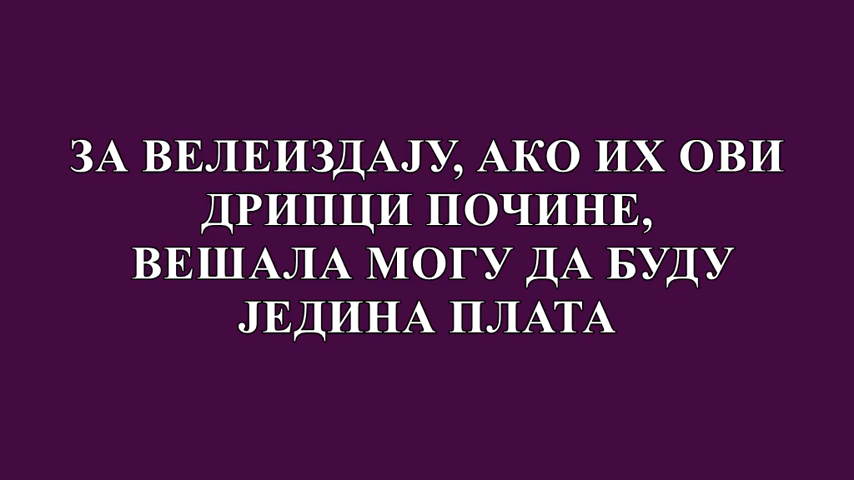 ЗА ВЕЛЕИЗДАЈУ, АКО ИХ ОВИ
ДРИПЦИ ПОЧИНЕ,
ВЕШАЛА МОГУ ДА БУДУ
ЈЕДИНА ПЛАТА